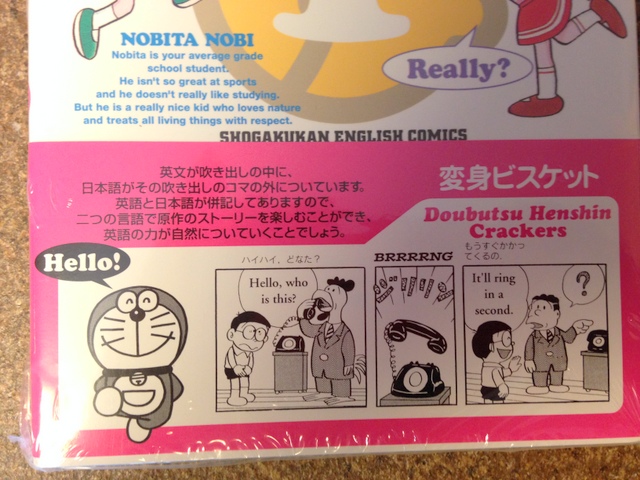 NOBITA NOBI
Nobita is your average grade
school student.
He isn't so great at sports
and he doesn't really like studying.
But he is a really nice kid who loves nature
and treats all living things with respect.
Really?
SHOGAKUKAN ENGLISH COMICS
英文が吹き出しの中に、
日本語がその吹き出しのコマの外についています。
英語と日本語が併記してありますので、
二つの言語で原作のストーリーを楽しむことができ、
英語の力が自然についていくことでしょう。
変身ビスケット
Doubutsu Henshin
Crackers
Hello!
ハイハイ、どなた?
Hello, who
is this?
BRRRRNG
もうすぐかかっ
てくるの。
It'll ring
in a
second.
?